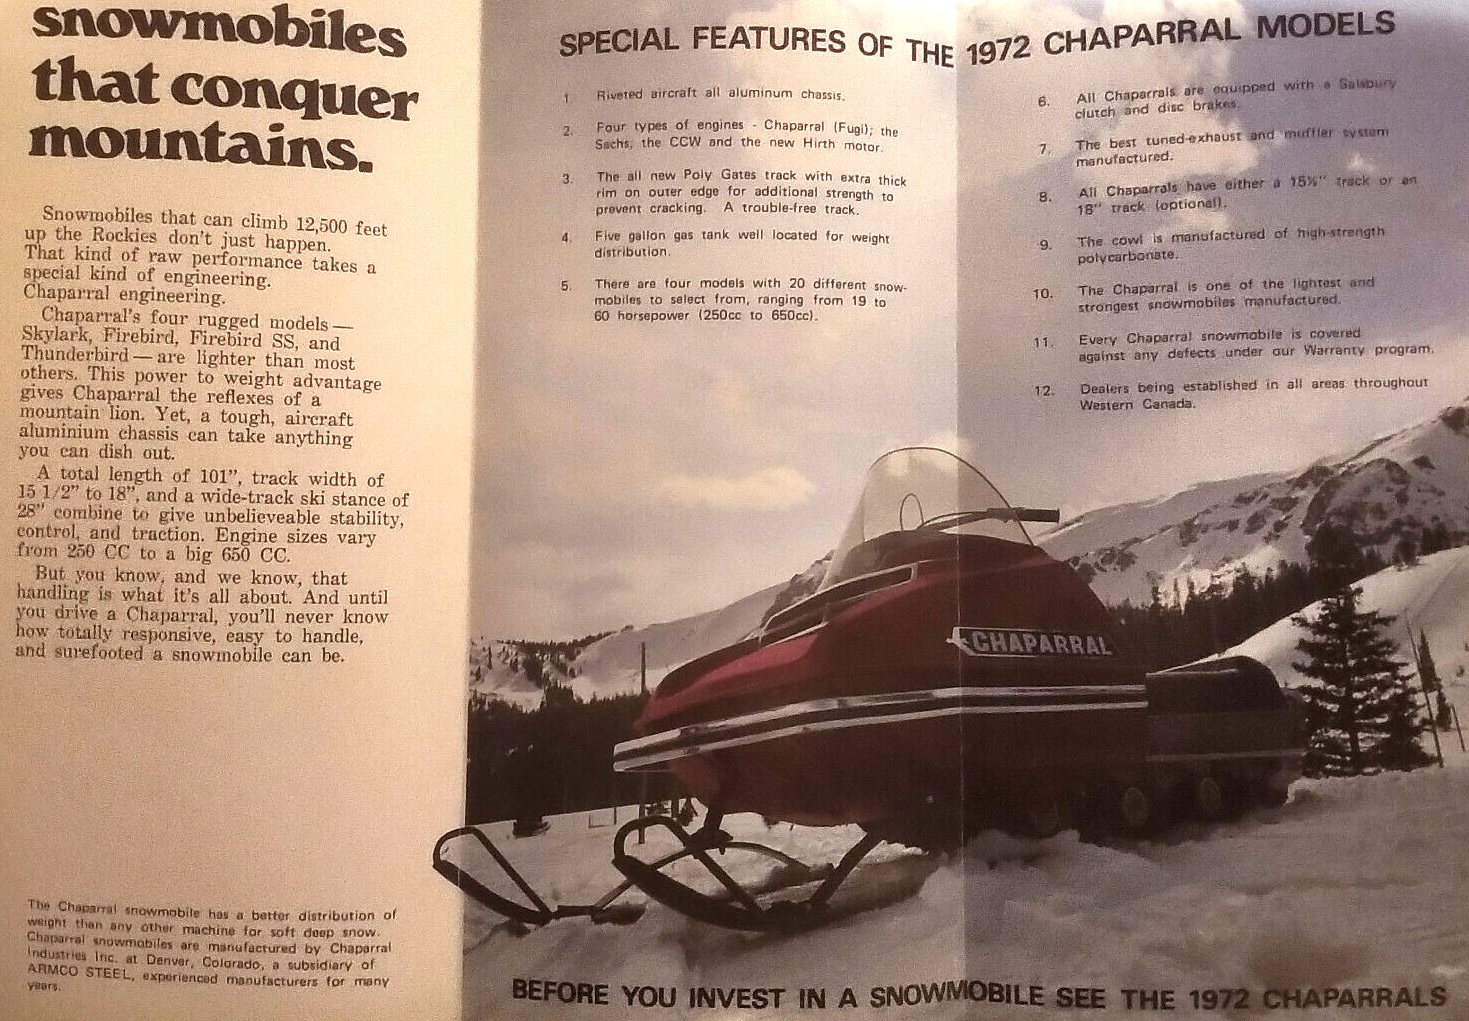 snowmobiles
that conquer
mountains.
Snowmobiles that can climb 12,500 feet
up the Rockies don't just happen.
That kind of raw performance takes a
special kind of engineering.
Chaparral engineering.
Chaparral's four rugged models —
Skylark, Firebird, Firebird SS, and
Thunderbird — are lighter than most
others. This power to weight advantage
gives Chaparral the reflexes of a
mountain lion. Yet, a tough, aircraft
aluminium chassis can take anything
you can dish out.
A total length of 101", track width of
15 1/2" to 18", and a wide-track ski stance of
28" combine to give unbelieveable stability,
control, and traction. Engine sizes vary
from 250 CC to a big 650 CC.
But you know, and we know, that
handling is what it's all about. And until
you drive a Chaparral, you'll never know
how totally responsive, easy to handle,
and surefooted a snowmobile can be.
The Chaparral snowmobile has a better distribution of
weight than any other machine for soft deep snow.
Chaparral snowmobiles are manufactured by Chaparral
Industries Inc. at Denver, Colorado, a subsidiary of
ARMCO STEEL, experienced manufacturers for many
years.
SPECIAL FEATURES OF THE 1972 CHAPARRAL MODELS
1. Riveted aircraft all aluminum chassis.
2. Four types of engines - Chaparral (Fugi); the
Sachs, the CCW and the new Hirth motor.
3. The all new Poly Gates track with extra thick
rim on outer edge for additional strength to
prevent cracking. A trouble-free track.
4. Five gallon gas tank well located for weight
distribution.
5. There are four models with 20 different snow-
mobiles to select from, ranging from 19 to
60 horsepower (250cc to 650cc).
6. All Chaparrals are equipped with a Salsbury
clutch and disc brakes.
7. The best tuned-exhaust and muffler system
manufactured.
8. All Chaparrals have either a 15½" track or an
18" track (optional).
9. The cowl is manufactured of high-strength
polycarbonate.
10. The Chaparral is one of the lightest and
strongest snowmobiles manufactured.
11. Every Chaparral snowmobile is covered
against any defects under our Warranty program.
12. Dealers being established in all areas throughout
Western Canada.
CHAPARRAL
BEFORE YOU INVEST IN A SNOWMOBILE SEE THE 1972 CHAPARRALS